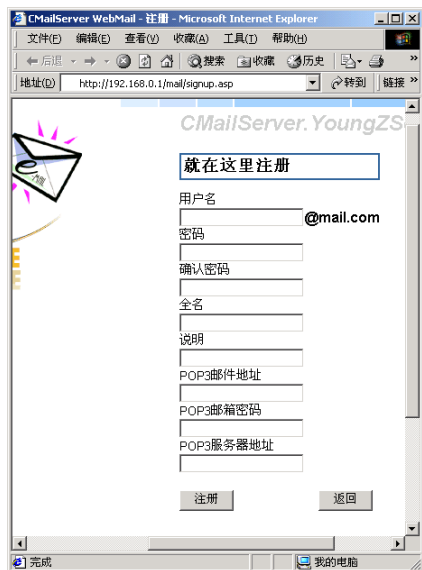 CMailServer WebMail - 注册 - Microsoft Internet Explorer
文件(F) 编辑(E) 查看(V) 收藏(A) 工具(T) 帮助(H)
后退 搜索 收藏 历史 »
地址(D) http://192.168.0.1/mail/signup.asp 转到 链接 »
CMailServer.YoungZS
e
-MAIL
就在这里注册
用户名
@mail.com
密码
确认密码
全名
说明
POP3邮件地址
POP3邮箱密码
POP3服务器地址
注册 返回
完成 我的电脑